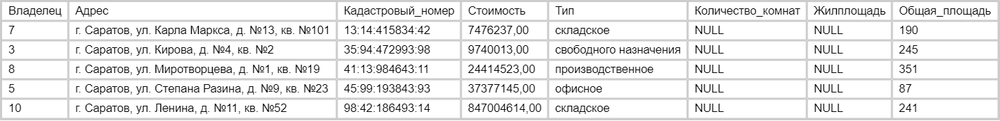 Владелец Адрес Кадастровый_номер Стоимость Тип Количество_комнат Жилплощадь Общая_площадь
7 г. Саратов, ул. Карла Маркса, д. №13, кв. №101 13:14:415834:42 7476237,00 складское NULL NULL 190
3 г. Саратов, ул. Кирова, д. №4, кв. №2 35:94:472993:98 9740013,00 свободного назначения NULL NULL 245
8 г. Саратов, ул. Миротворцева, д. №1, кв. №19 41:13:984643:11 24414523,00 производственное NULL NULL 351
5 г. Саратов, ул. Степана Разина, д. №9, кв. №23 45:99:193843:93 37377145,00 офисное NULL NULL 87
10 г. Саратов, ул. Ленина, д. №11, кв. №52 98:42:186493:14 847004614,00 складское NULL NULL 241